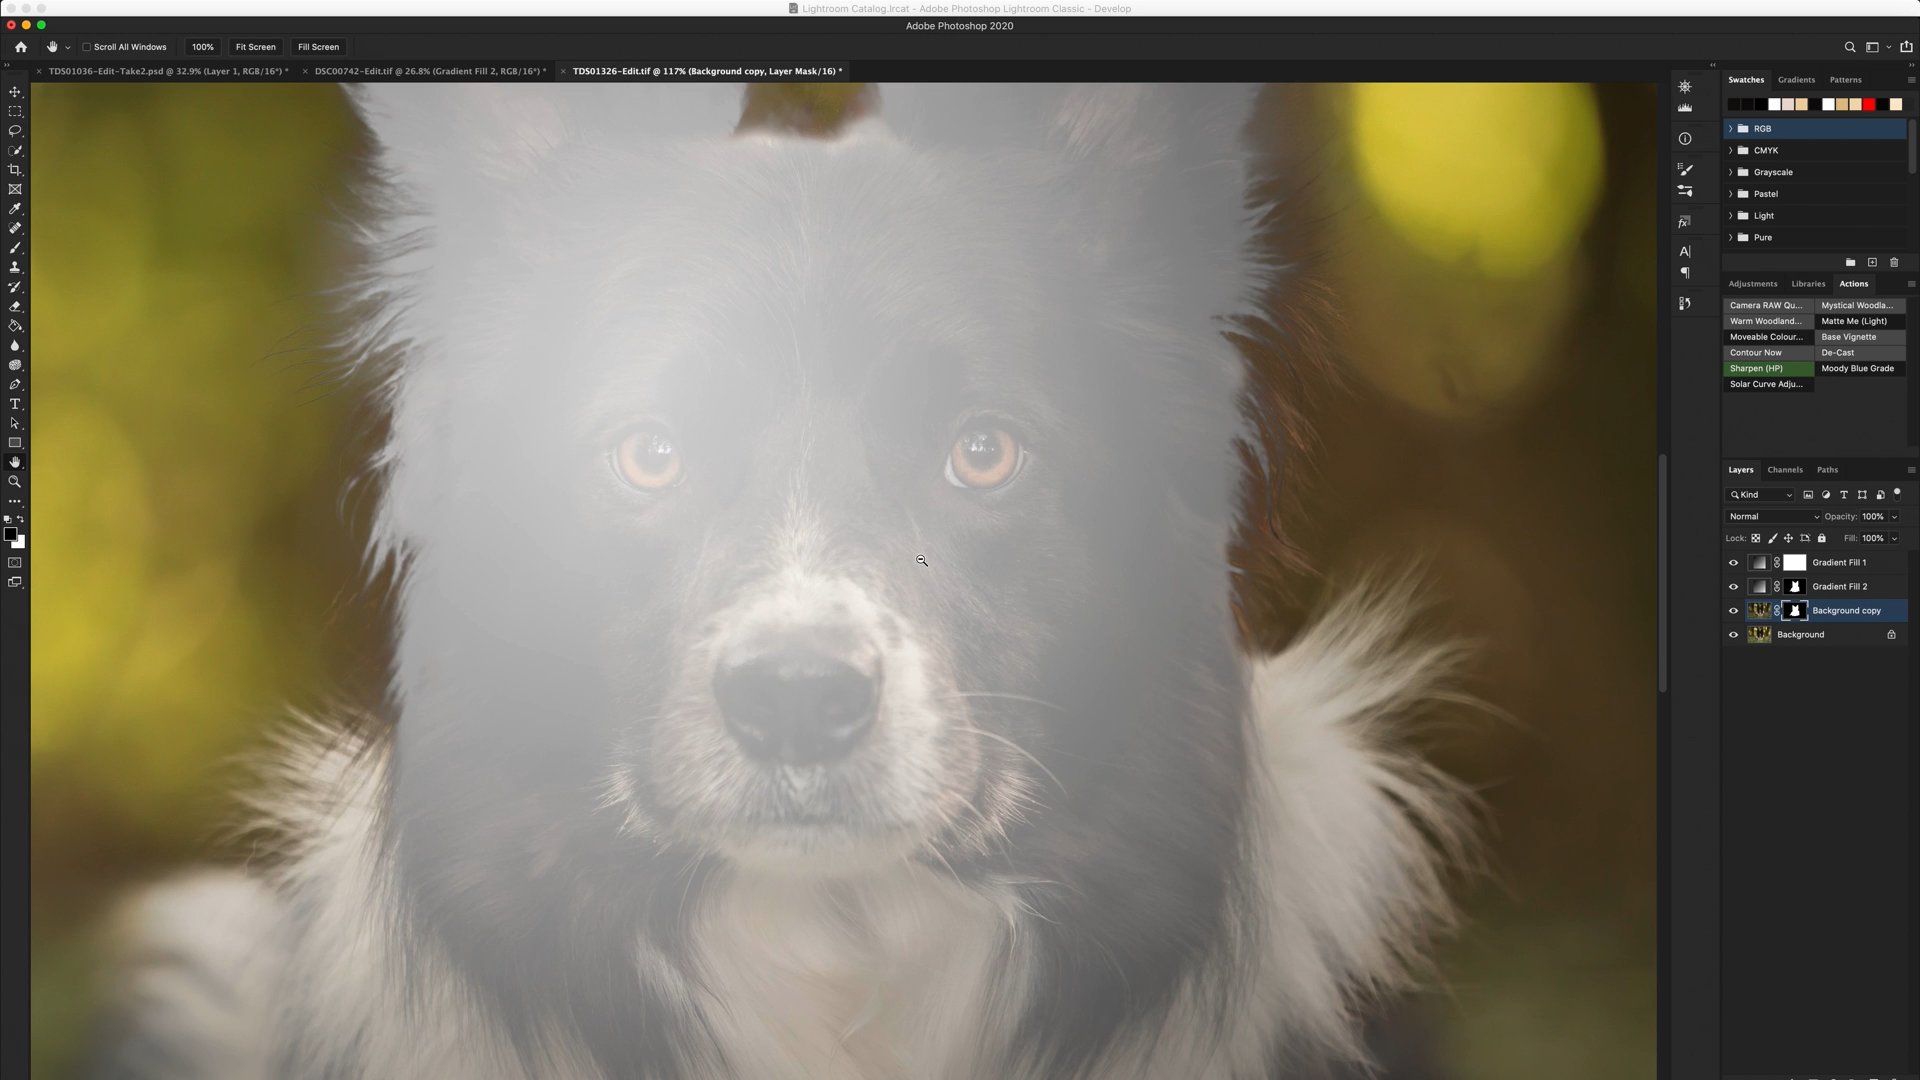 Lightroom Catalog.lrcat - Adobe Photoshop Lightroom Classic - Develop
Adobe Photoshop 2020
Scroll All Windows
100%
Fit Screen
Fill Screen
TDS01036-Edit-Take2.psd @ 32.9% (Layer 1, RGB/16*) *
DSC00742-Edit.tif @ 26.8% (Gradient Fill 2, RGB/16*) *
TDS01326-Edit.tif @ 117% (Background copy, Layer Mask/16) *
Swatches
Gradients
Patterns
RGB
CMYK
Grayscale
Pastel
Light
Pure
Adjustments
Libraries
Actions
Camera RAW Qu...
Mystical Woodla...
Warm Woodland...
Matte Me (Light)
Moveable Colour...
Base Vignette
Contour Now
De-Cast
Sharpen (HP)
Moody Blue Grade
Solar Curve Adju...
Layers
Channels
Paths
Kind
Normal
Opacity: 100%
Lock:
Fill: 100%
Gradient Fill 1
Gradient Fill 2
Background copy
Background